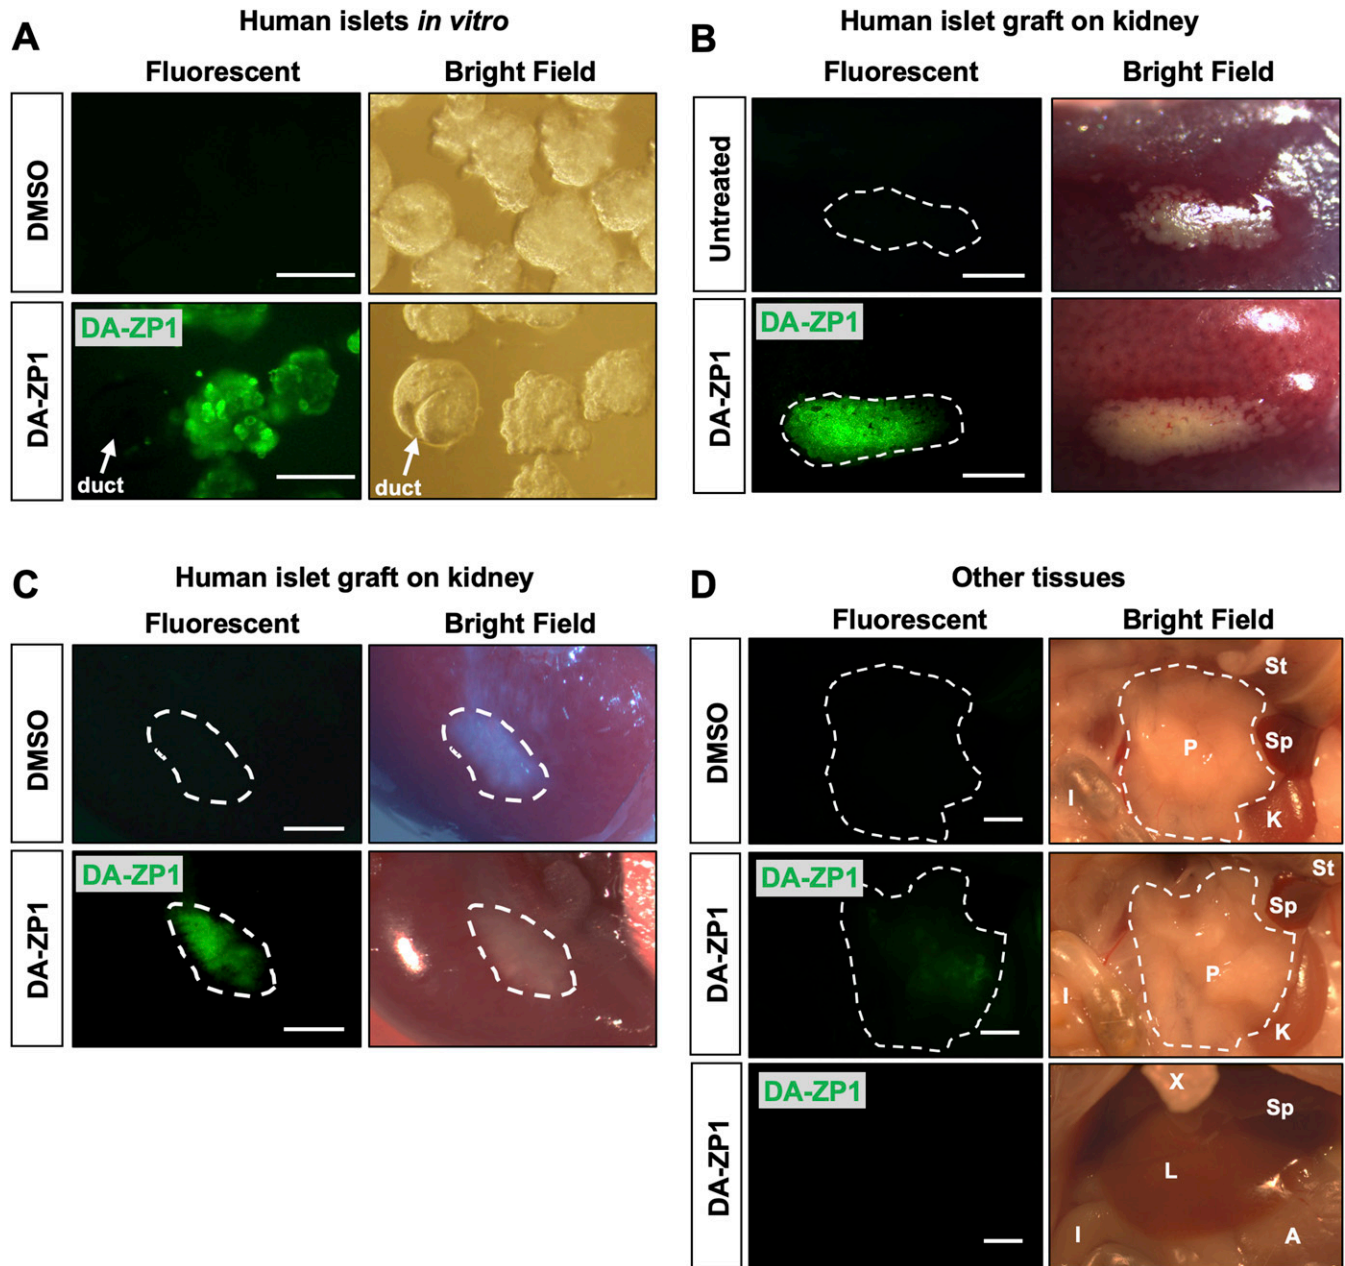 A
Human islets in vitro
Fluorescent
Bright Field
DMSO
DA-ZP1
DA-ZP1
duct
duct
B
Human islet graft on kidney
Fluorescent
Bright Field
Untreated
DA-ZP1
DA-ZP1
C
Human islet graft on kidney
Fluorescent
Bright Field
DMSO
DA-ZP1
DA-ZP1
D
Other tissues
Fluorescent
Bright Field
DMSO
St
P
Sp
I
K
DA-ZP1
DA-ZP1
St
Sp
P
I
K
DA-ZP1
DA-ZP1
X
Sp
L
I
A